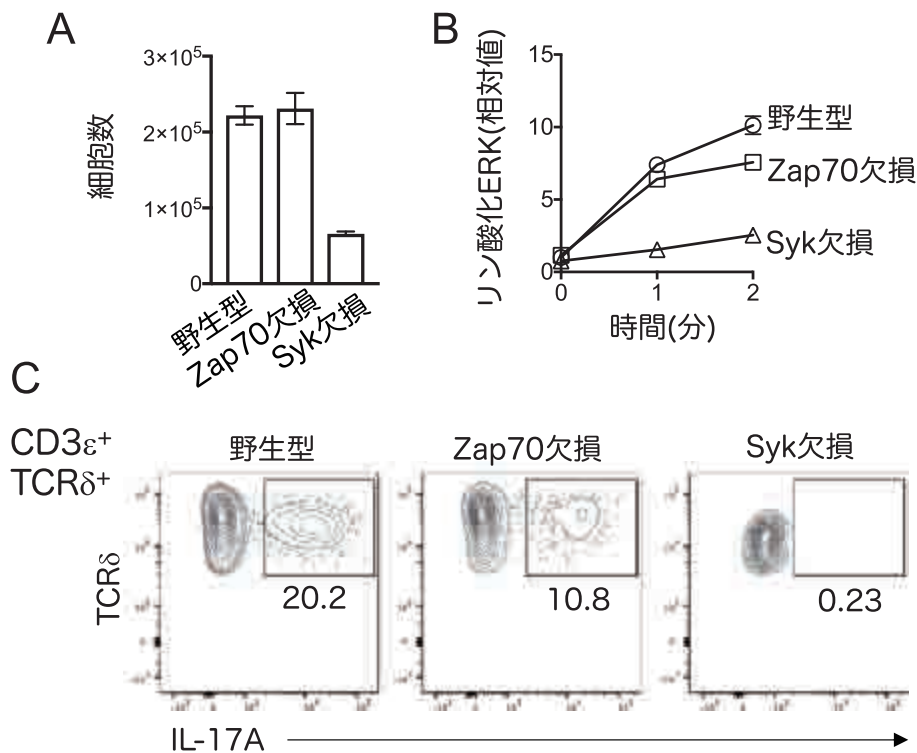 A
細胞数
3×10⁵
2×10⁵
1×10⁵
0
野生型
Zap70欠損
Syk欠損
B
リン酸化ERK(相対値)
15
10
5
0
0 1 2
時間(分)
野生型
Zap70欠損
Syk欠損
C
CD3ε⁺
TCRδ⁺
野生型 Zap70欠損 Syk欠損
TCRδ
20.2 10.8 0.23
IL-17A